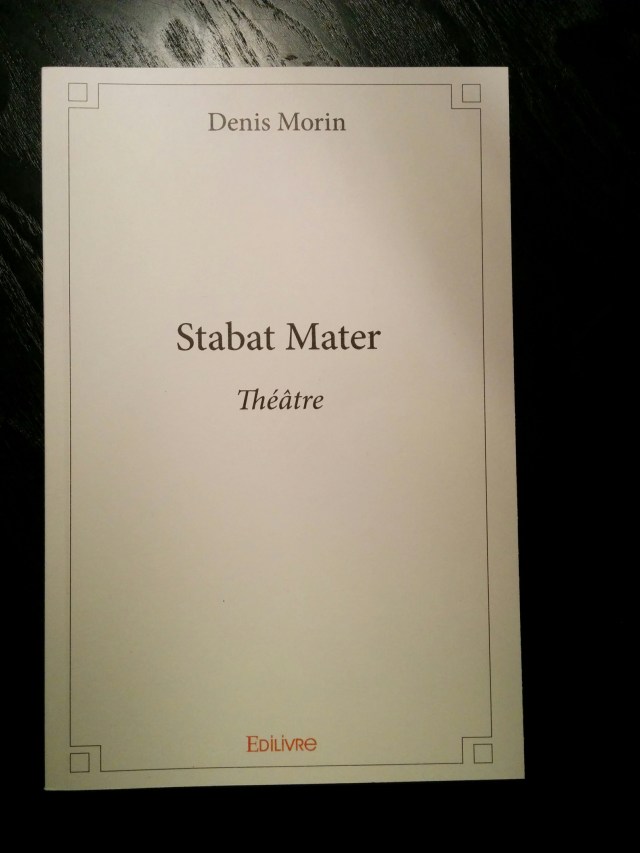 Denis Morin
Stabat Mater
Théâtre
EDILIVRE